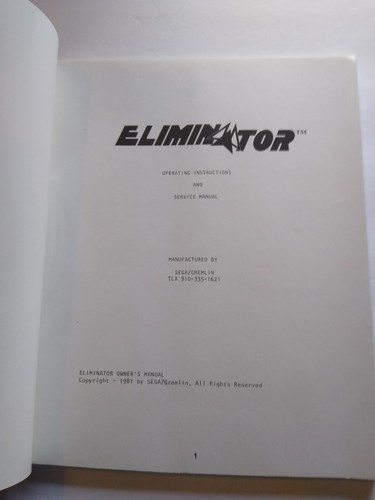 ELIMINATOR™
OPERATING INSTRUCTIONS
AND
SERVICE MANUAL
MANUFACTURED BY
SEGA/GREMLIN
TLX 910-335-1621
ELIMINATOR OWNER'S MANUAL
Copyright - 1981 by SEGA/Gremlin, All Rights Reserved
1